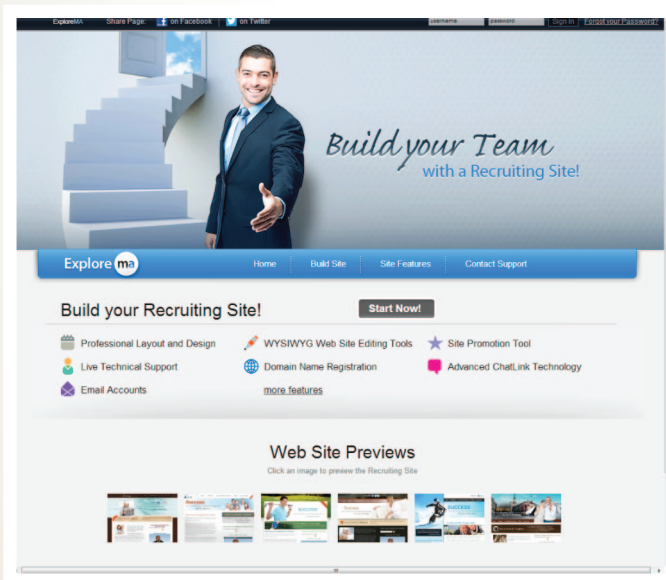 ExploreMA Share Page: on Facebook on Twitter username password Sign In Forgot your Password?
Build your Team
with a Recruiting Site!
Explore ma Home Build Site Site Features Contact Support
Build your Recruiting Site! Start Now!
Professional Layout and Design WYSIWYG Web Site Editing Tools Site Promotion Tool
Live Technical Support Domain Name Registration Advanced ChatLink Technology
Email Accounts more features
Web Site Previews
Click an image to preview the Recruiting Site
SUCCESS
SUCCESS